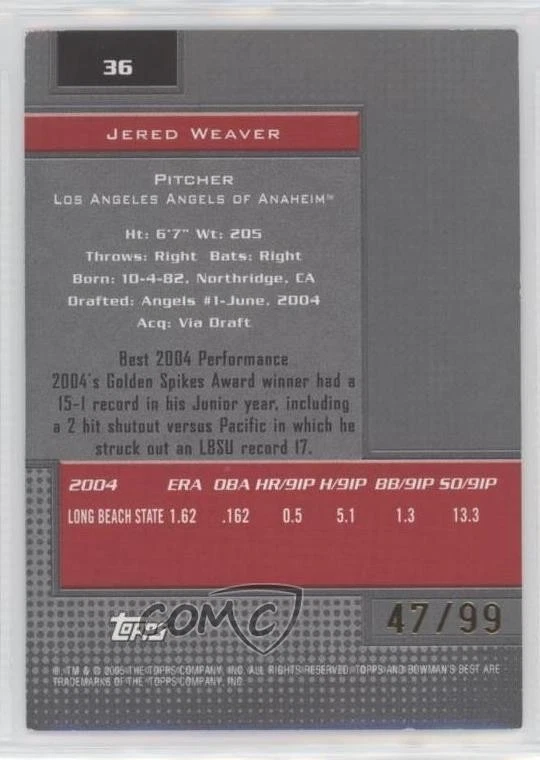 36
JERED WEAVER
PITCHER
LOS ANGELES ANGELS OF ANAHEIM™
Ht: 6'7" Wt: 205
Throws: Right Bats: Right
Born: 10-4-82, Northridge, CA
Drafted: Angels #1-June, 2004
Acq: Via Draft
Best 2004 Performance
2004's Golden Spikes Award winner had a
15-1 record in his Junior year, including
a 2 hit shutout versus Pacific in which he
struck out an LBSU record 17.
2004 ERA OBA HR/9IP H/9IP BB/9IP SO/9IP
LONG BEACH STATE 1.62 .162 0.5 5.1 1.3 13.3
47/99
topps
COMC
® TM & © 2005 THE TOPPS COMPANY, INC. ALL RIGHTS RESERVED. TOPPS AND BOWMAN'S BEST ARE
TRADEMARKS OF THE TOPPS COMPANY, INC.